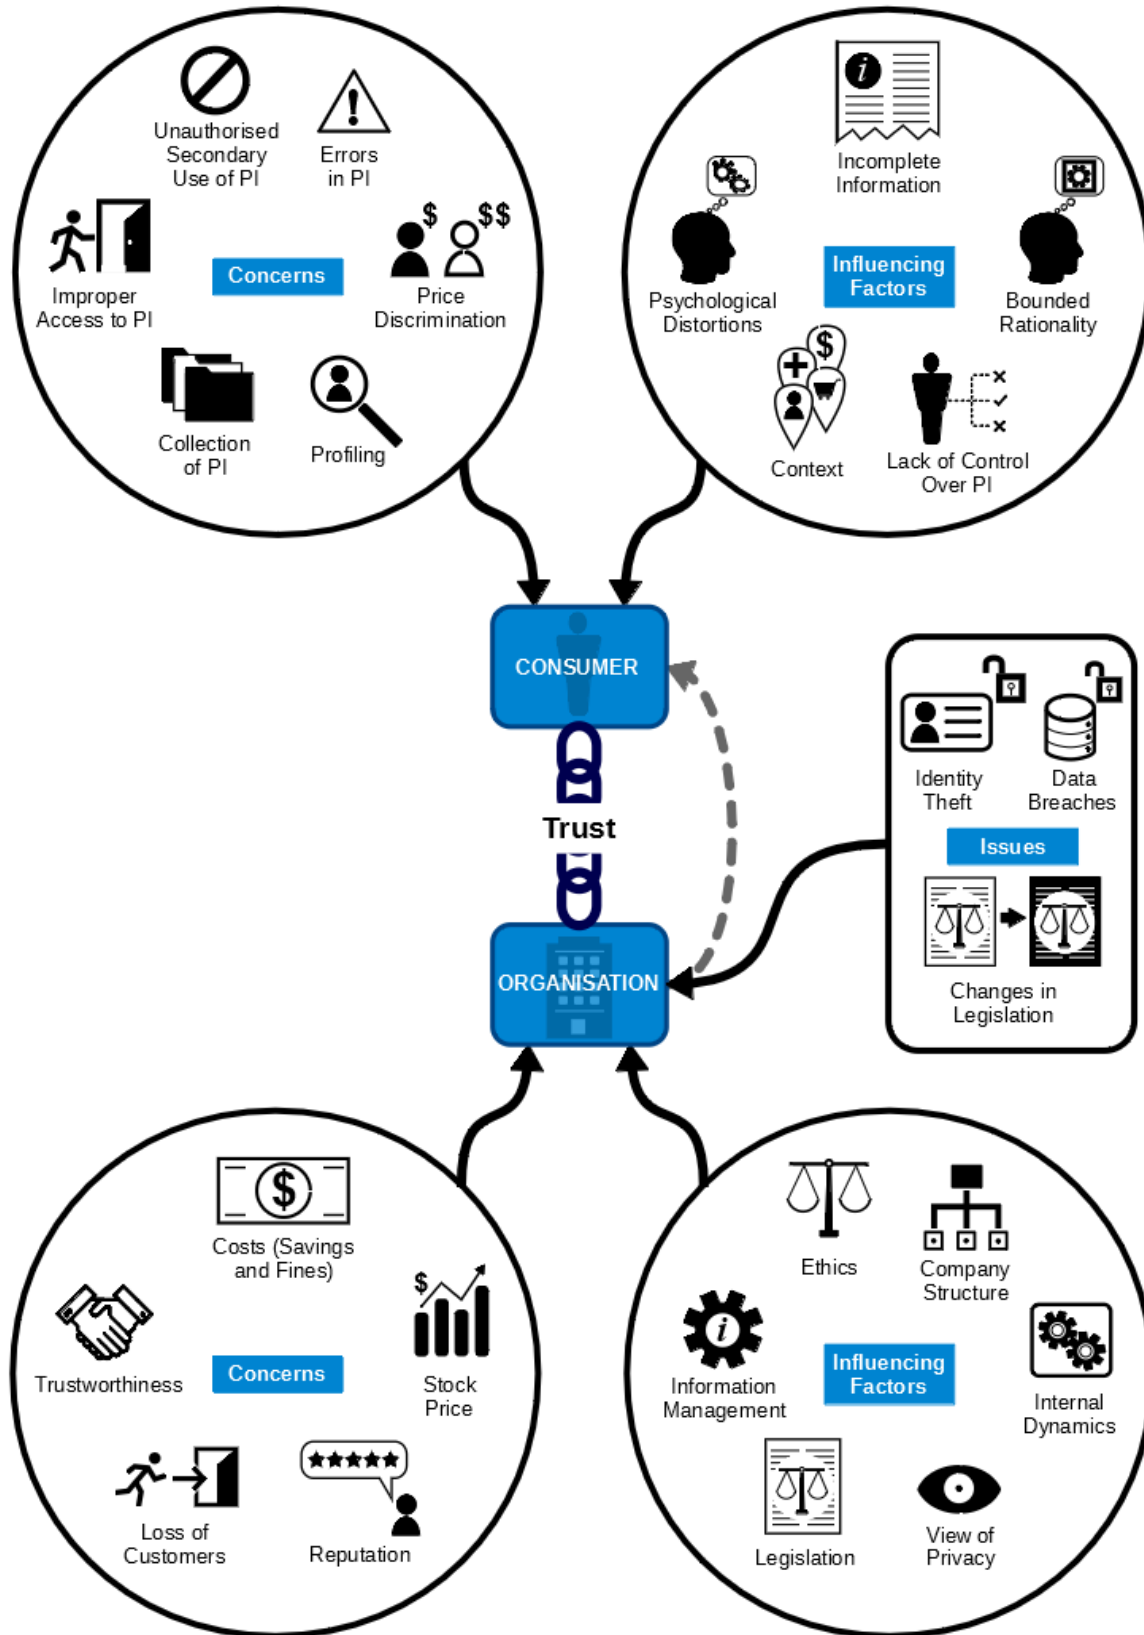 Unauthorised
Secondary
Use of PI
Errors
in PI
Improper
Access to PI
Concerns
$ $$
Price
Discrimination
Collection
of PI
Profiling
i
Incomplete
Information
Psychological
Distortions
Influencing
Factors
Bounded
Rationality
$
Context
Lack of Control
Over PI
CONSUMER
Trust
ORGANISATION
Identity
Theft
Data
Breaches
Issues
Changes in
Legislation
$
Costs (Savings
and Fines)
Trustworthiness
Concerns
$
Stock
Price
Loss of
Customers
Reputation
Ethics
Company
Structure
i
Information
Management
Influencing
Factors
Internal
Dynamics
Legislation
View of
Privacy